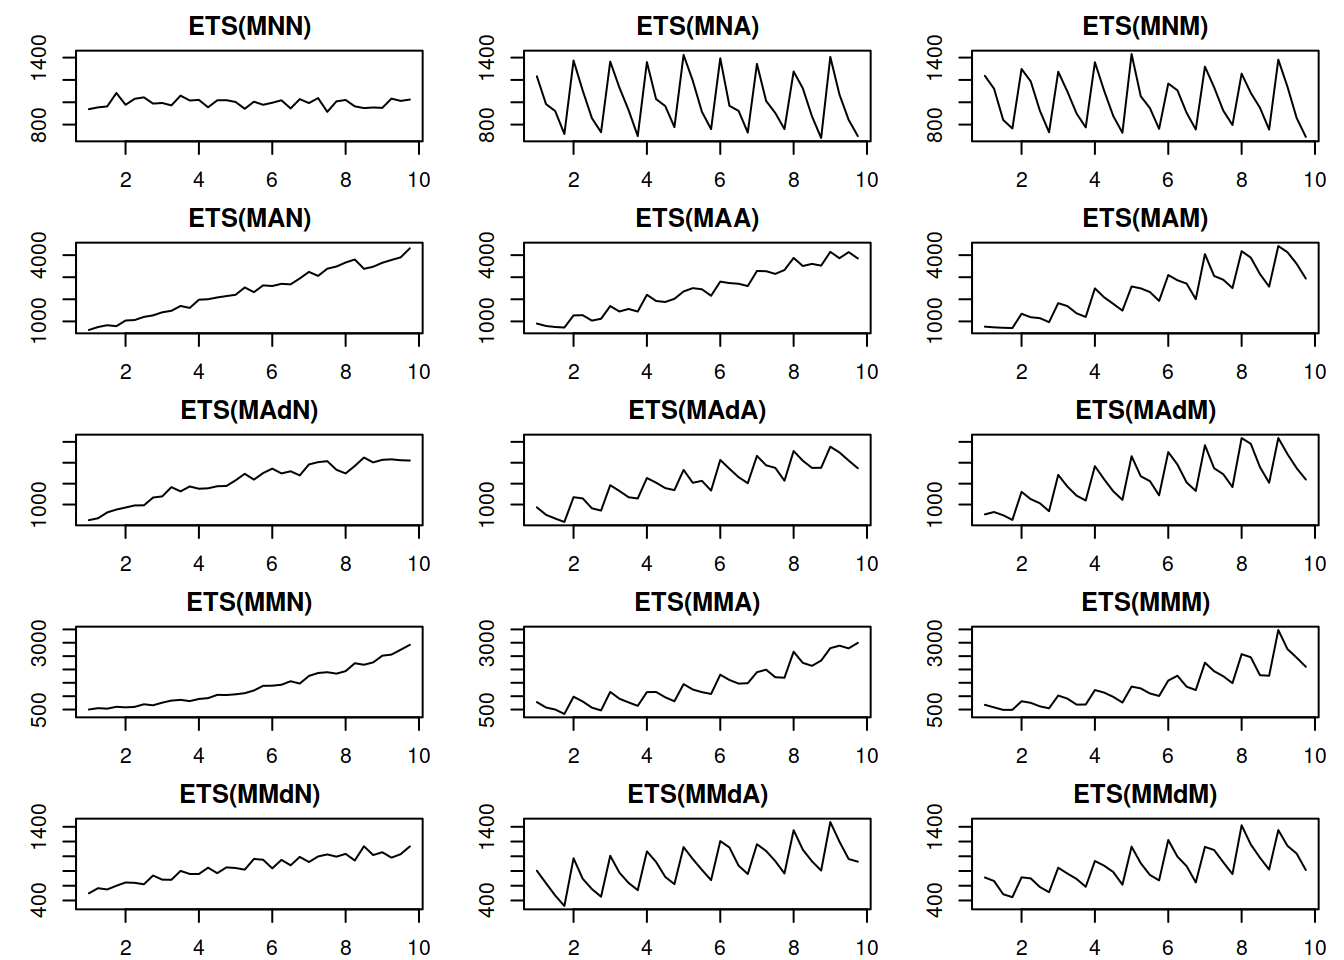 ETS(MNN) ETS(MNA) ETS(MNM)
800 1400 800 1400 800 1400
2 4 6 8 10 2 4 6 8 10 2 4 6 8 10
ETS(MAN) ETS(MAA) ETS(MAM)
1000 4000 1000 4000 1000 4000
2 4 6 8 10 2 4 6 8 10 2 4 6 8 10
ETS(MAdN) ETS(MAdA) ETS(MAdM)
1000 1000 1000
2 4 6 8 10 2 4 6 8 10 2 4 6 8 10
ETS(MMN) ETS(MMA) ETS(MMM)
500 3000 500 3000 500 3000
2 4 6 8 10 2 4 6 8 10 2 4 6 8 10
ETS(MMdN) ETS(MMdA) ETS(MMdM)
400 1400 400 1400 400 1400
2 4 6 8 10 2 4 6 8 10 2 4 6 8 10